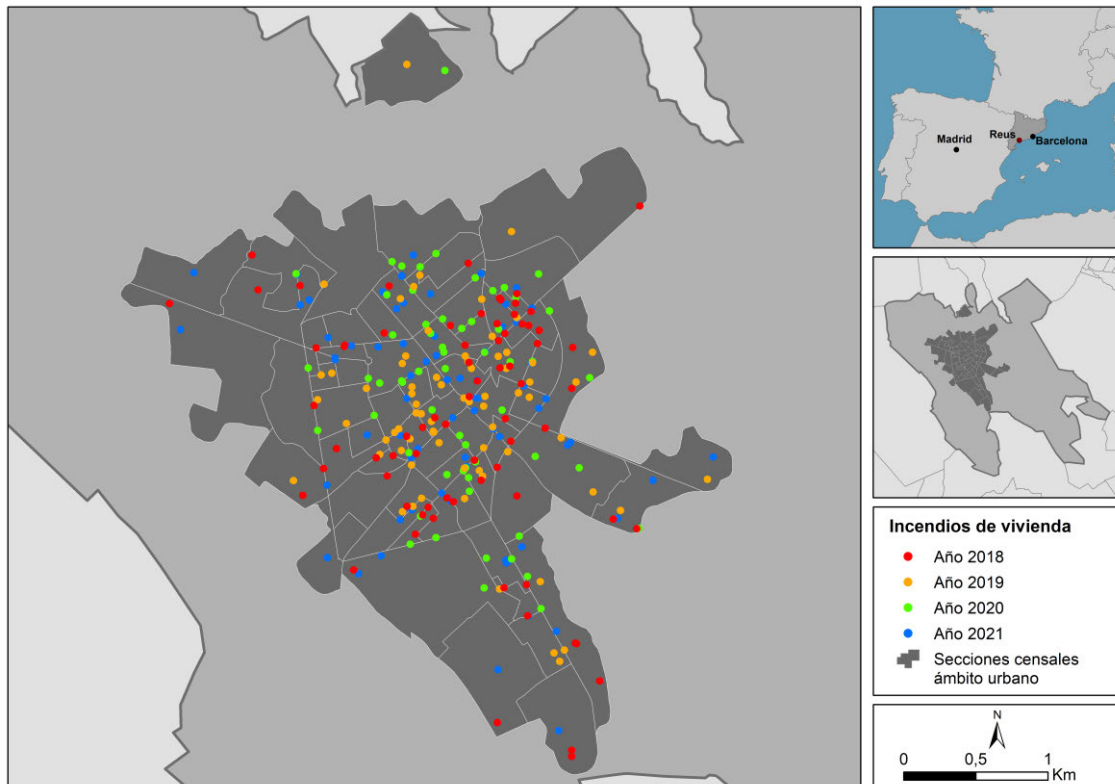 Madrid
Reus
Barcelona
Incendios de vivienda
Año 2018
Año 2019
Año 2020
Año 2021
Secciones censales
ámbito urbano
N
0 0,5 1
Km